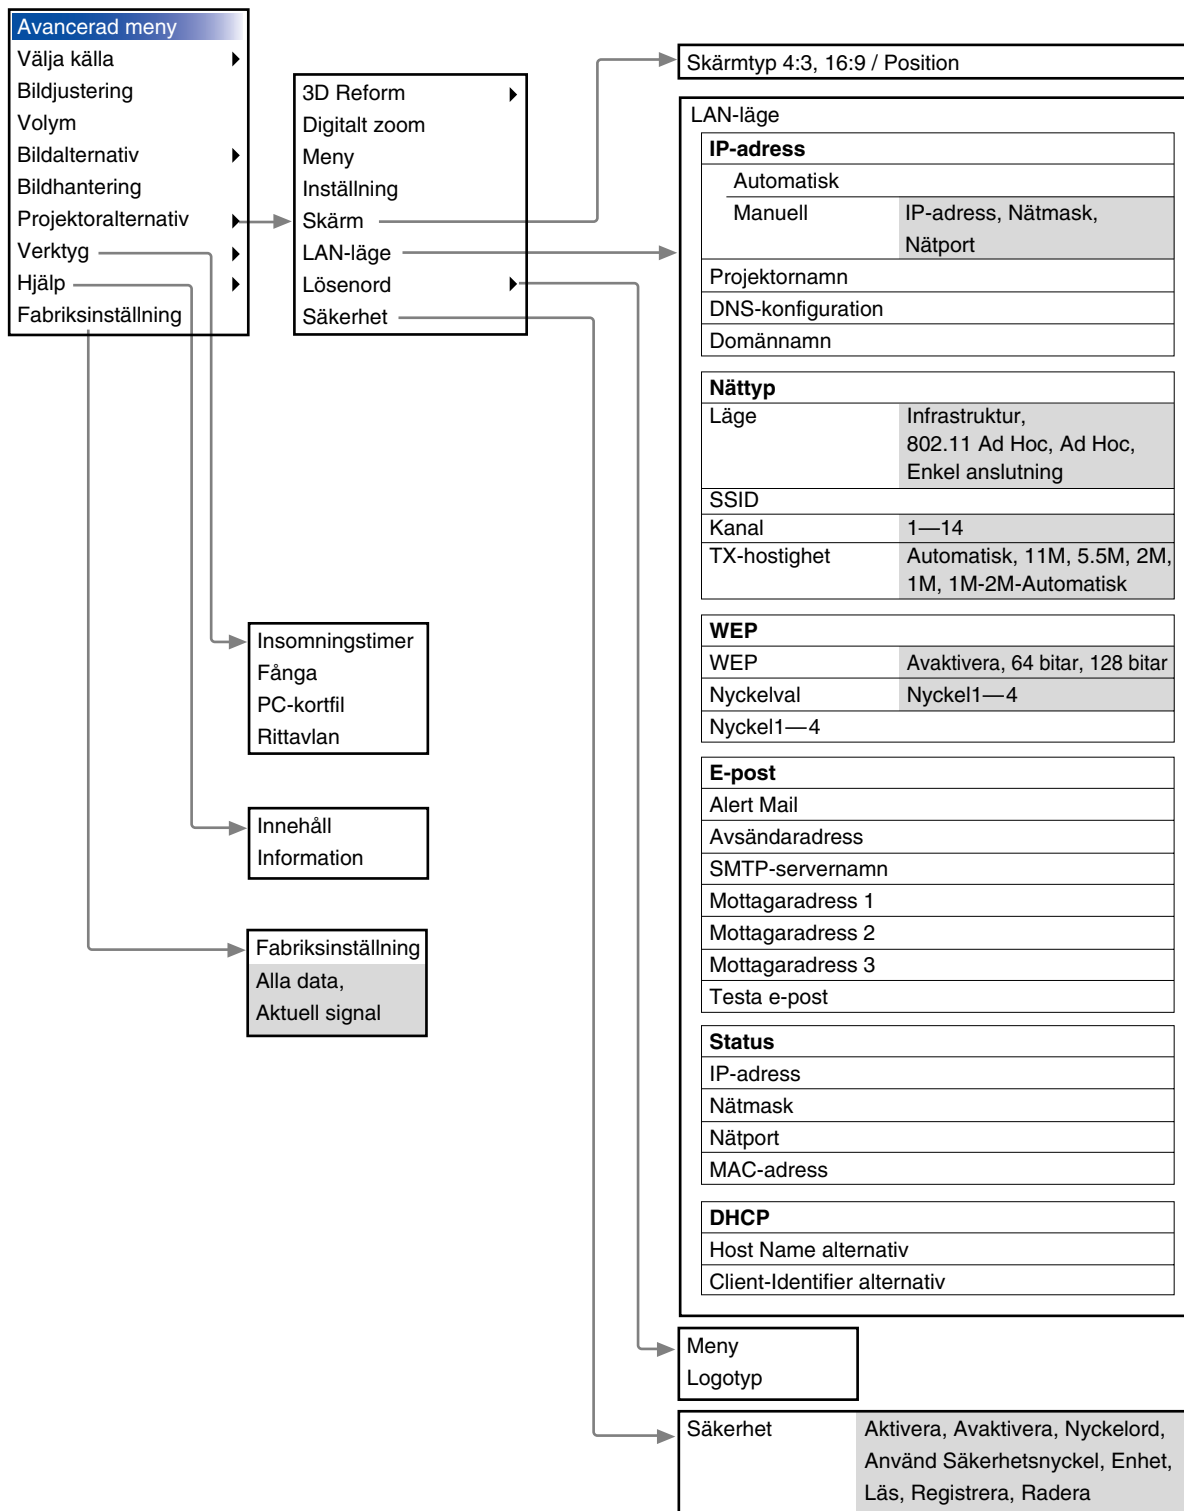 Avancerad meny
Välja källa
Bildjustering
Volym
Bildalternativ
Bildhantering
Projektoralternativ
Verktyg
Hjälp
Fabriksinställning
3D Reform
Digitalt zoom
Meny
Inställning
Skärm
LAN-läge
Lösenord
Säkerhet
Insomningstimer
Fånga
PC-kortfil
Rittavlan
Innehåll
Information
Fabriksinställning
Alla data,
Aktuell signal
Skärmtyp 4:3, 16:9 / Position
LAN-läge
IP-adress
Automatisk
Manuell IP-adress, Nätmask,
Nätport
Projektornamn
DNS-konfiguration
Domännamn
Nättyp
Läge Infrastruktur,
802.11 Ad Hoc, Ad Hoc,
Enkel anslutning
SSID
Kanal 1—14
TX-hostighet Automatisk, 11M, 5.5M, 2M,
1M, 1M-2M-Automatisk
WEP
WEP Avaktivera, 64 bitar, 128 bitar
Nyckelval Nyckel1—4
Nyckel1—4
E-post
Alert Mail
Avsändaradress
SMTP-servernamn
Mottagaradress 1
Mottagaradress 2
Mottagaradress 3
Testa e-post
Status
IP-adress
Nätmask
Nätport
MAC-adress
DHCP
Host Name alternativ
Client-Identifier alternativ
Meny
Logotyp
Säkerhet Aktivera, Avaktivera, Nyckelord,
Använd Säkerhetsnyckel, Enhet,
Läs, Registrera, Radera